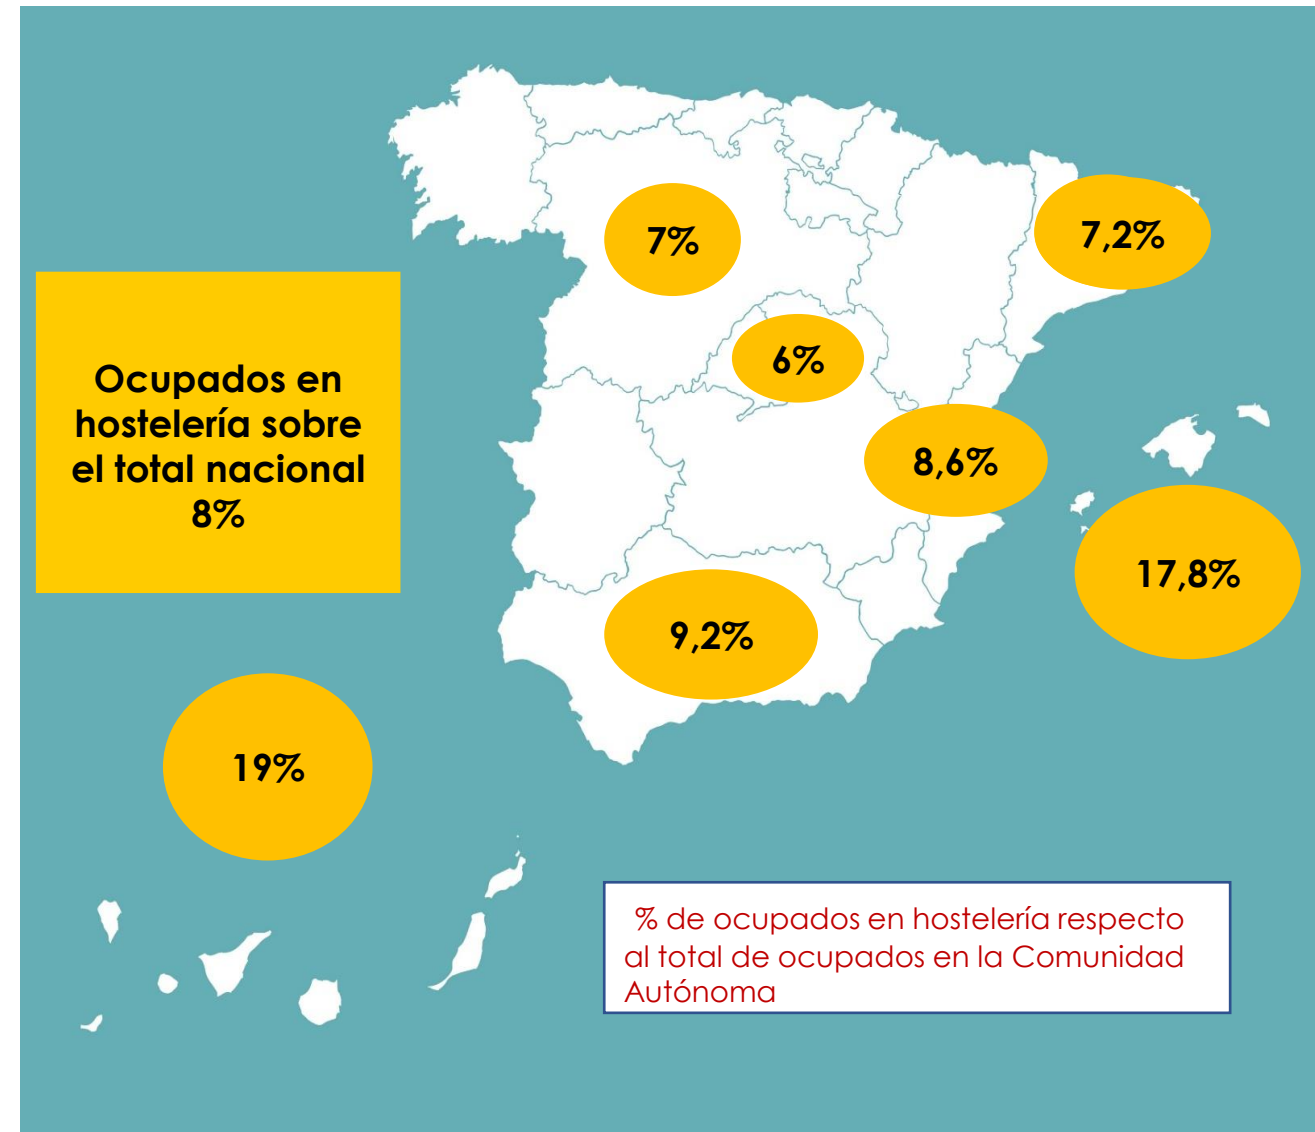 7%
7,2%
6%
Ocupados en
hostelería sobre
el total nacional
8%
8,6%
17,8%
9,2%
19%
% de ocupados en hostelería respecto
al total de ocupados en la Comunidad
Autónoma